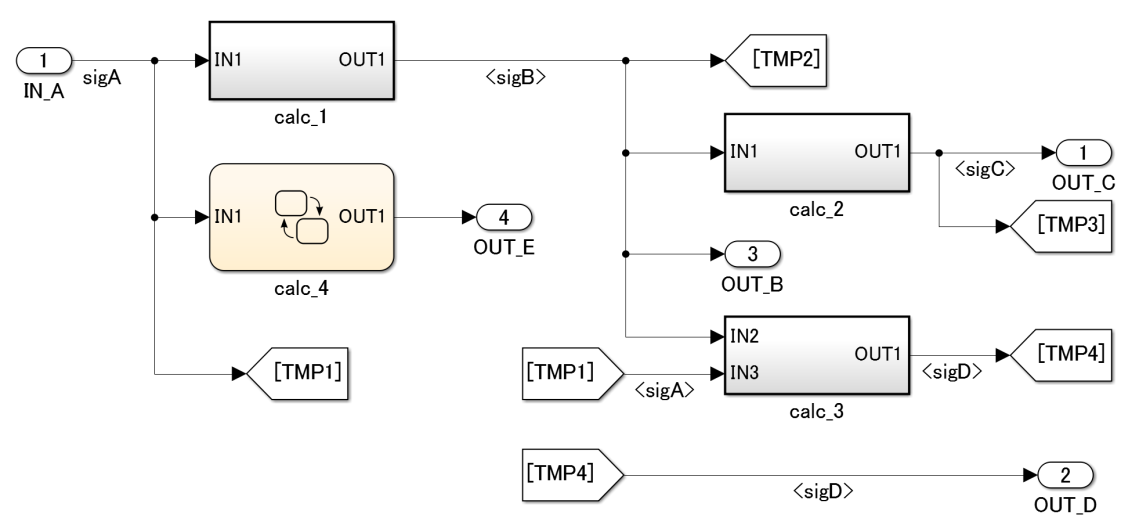 1
IN_A
sigA
IN1
OUT1
calc_1
<sigB>
[TMP2]
IN1
OUT1
calc_2
<sigC>
1
OUT_C
[TMP3]
IN1
OUT1
calc_4
4
OUT_E
3
OUT_B
[TMP1]
[TMP1]
<sigA>
IN2
IN3
OUT1
calc_3
<sigD>
[TMP4]
[TMP4]
<sigD>
2
OUT_D